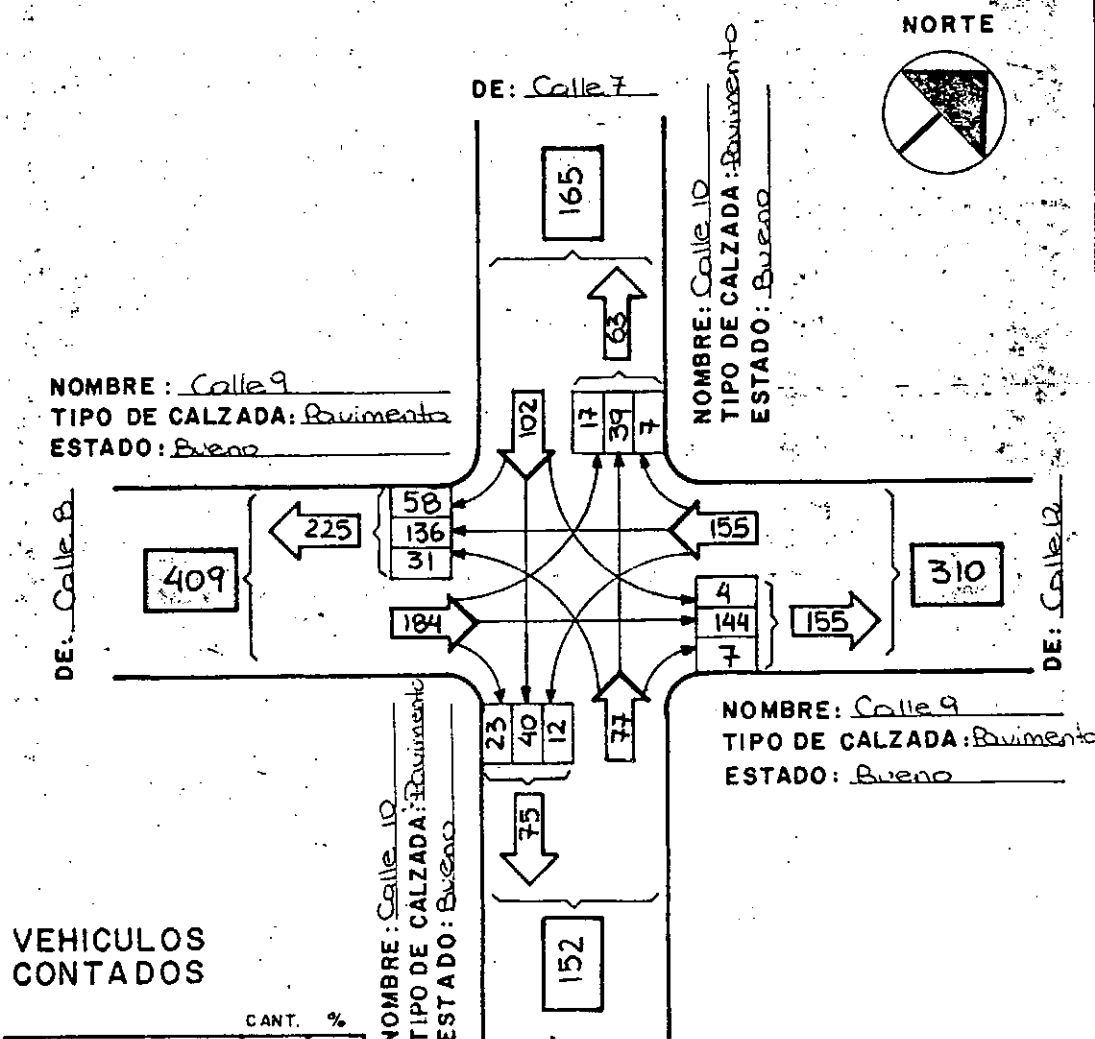 NORTE
DE: Calle 7
165
NOMBRE: Calle 10
TIPO DE CALZADA: Pavimento
ESTADO: Bueno
63
NOMBRE: Calle 9
TIPO DE CALZADA: Pavimento
ESTADO: Bueno
102
17 39 7
DE: Calle 8
409
225
58
136
31
155
184
4
144
7
155
310
DE: Calle 12
23 40 12
77
NOMBRE: Calle 9
TIPO DE CALZADA: Pavimento
ESTADO: Bueno
NOMBRE: Calle 10
TIPO DE CALZADA: Pavimento
ESTADO: Bueno
75
152
VEHICULOS
CONTADOS
CANT. %